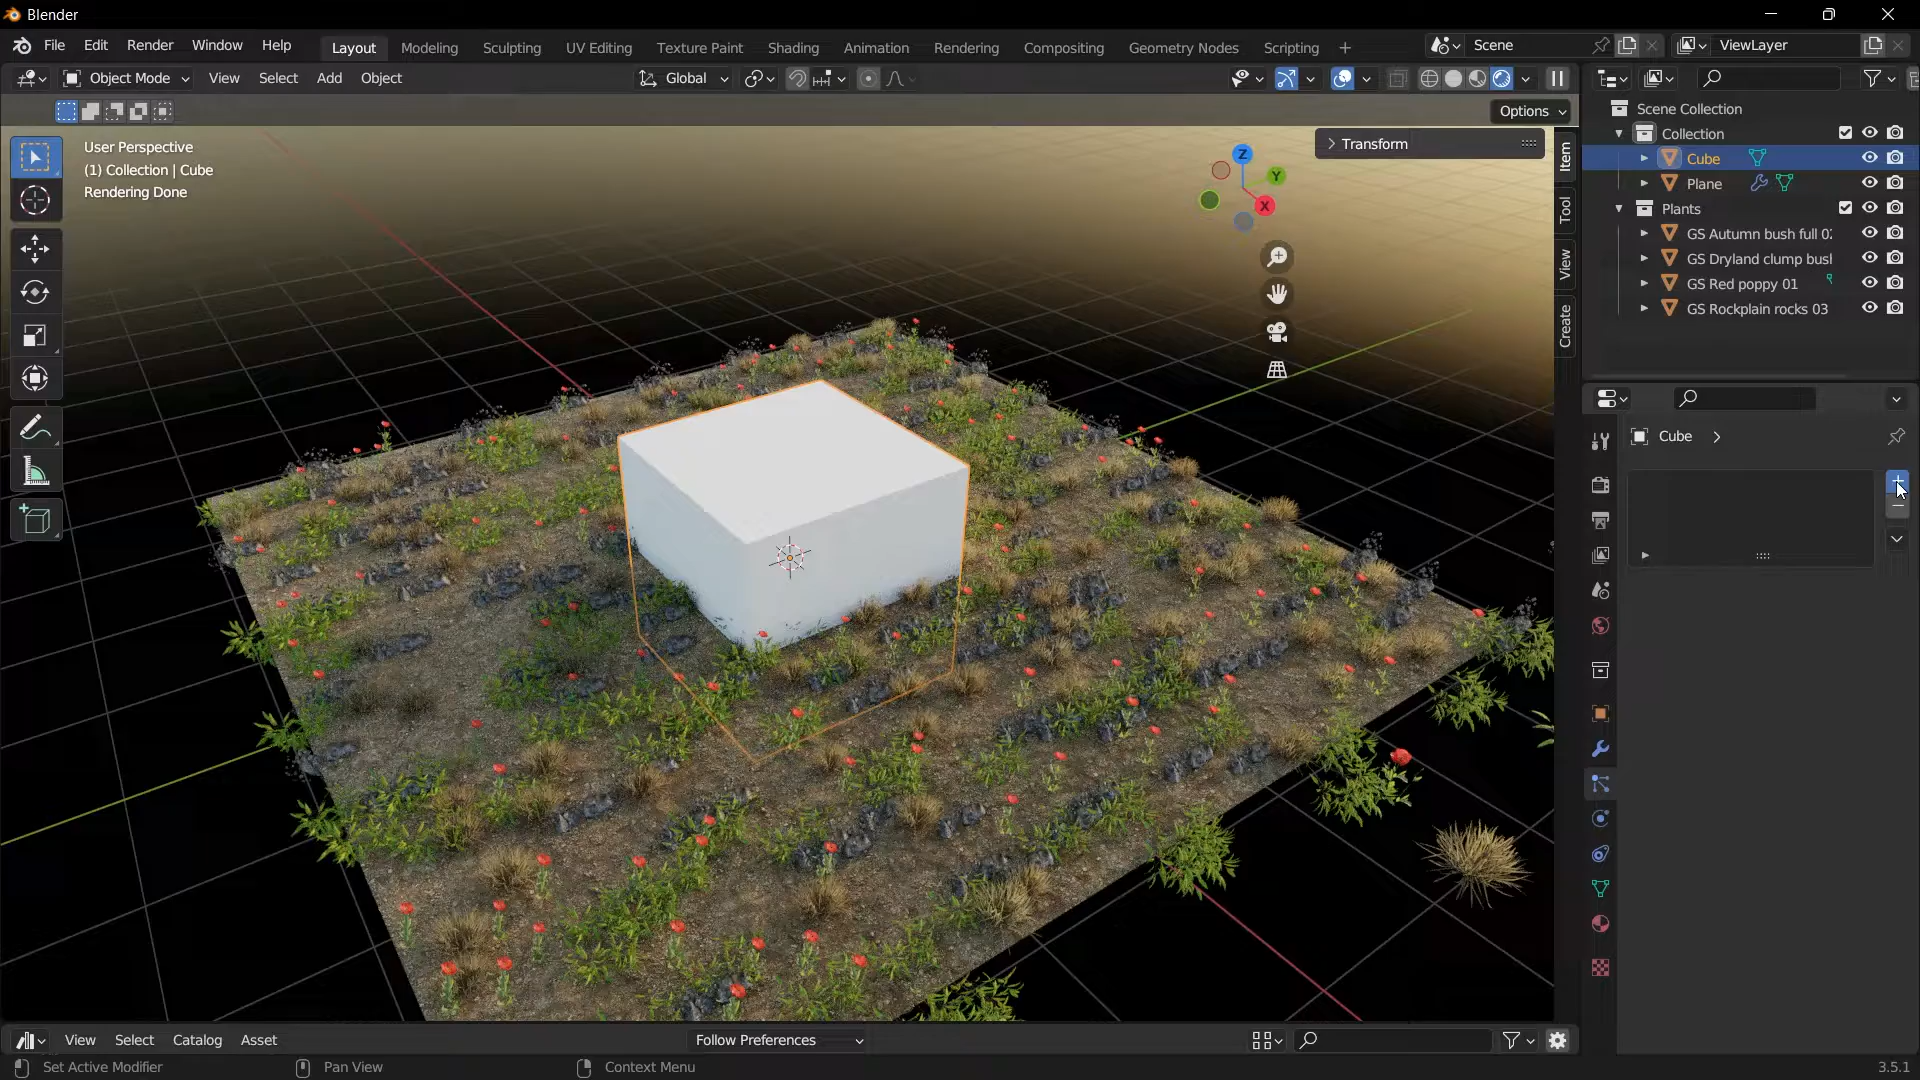 Blender
File Edit Render Window Help Layout Modeling Sculpting UV Editing Texture Paint Shading Animation Rendering Compositing Geometry Nodes Scripting + Scene ViewLayer
Object Mode View Select Add Object Global
Options
User Perspective
(1) Collection | Cube
Rendering Done
Transform
Z
Y
X
Item
Tool
View
Create
Scene Collection
Collection
Cube
Plane
Plants
GS Autumn bush full 02
GS Dryland clump bush
GS Red poppy 01
GS Rockplain rocks 03
Cube
View Select Catalog Asset Follow Preferences
Set Active Modifier Pan View Context Menu 3.5.1